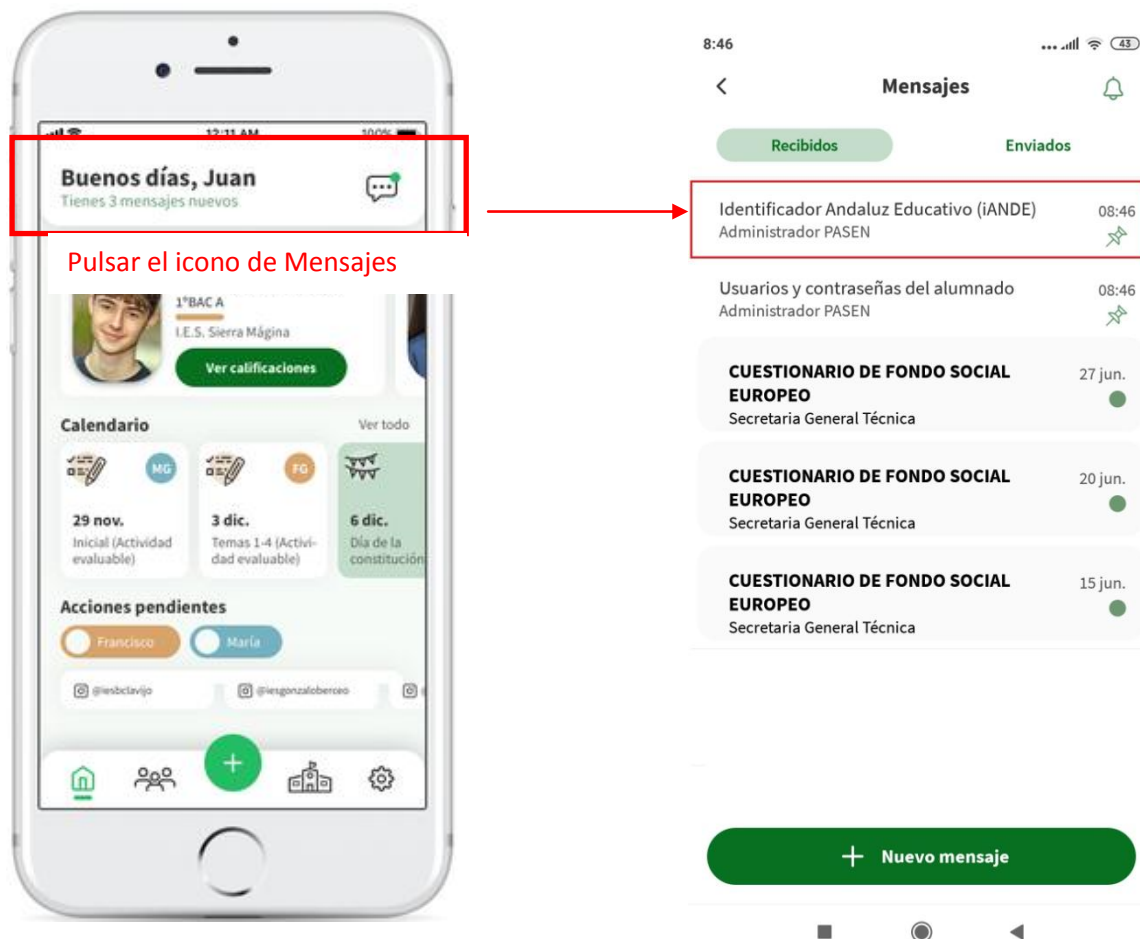 12:11 AM
100%
Buenos días, Juan
Tienes 3 mensajes nuevos
Pulsar el icono de Mensajes
1ºBAC A
I.E.S. Sierra Mágina
Ver calificaciones
Calendario
Ver todo
MG
FG
29 nov.
Inicial (Actividad
evaluable)
3 dic.
Temas 1-4 (Activi-
dad evaluable)
6 dic.
Día de la
constitución
Acciones pendientes
Francisco
María
@iesbclavijo
@iesgonzaloberceo
8:46
43
Mensajes
Recibidos
Enviados
Identificador Andaluz Educativo (iANDE)
08:46
Administrador PASEN
Usuarios y contraseñas del alumnado
08:46
Administrador PASEN
CUESTIONARIO DE FONDO SOCIAL
EUROPEO
27 jun.
Secretaria General Técnica
CUESTIONARIO DE FONDO SOCIAL
EUROPEO
20 jun.
Secretaria General Técnica
CUESTIONARIO DE FONDO SOCIAL
EUROPEO
15 jun.
Secretaria General Técnica
+ Nuevo mensaje